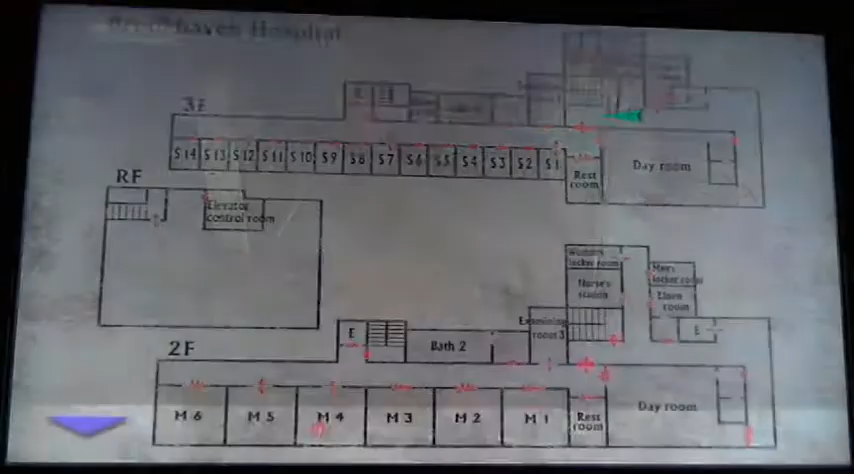 Hospital
3F
S14 S13 S12 S11 S10 S9 S8 S7 S6 S5 S4 S3 S2 S1
Rest
room
Day room
RF
Elevator
control room
Women's
locker room
Nurse's
station
Men's
locker room
Linen
room
2F
E
Bath 2
Examining
room 3
E
M 6 M 5 M 4 M 3 M 2 M 1
Rest
room
Day room